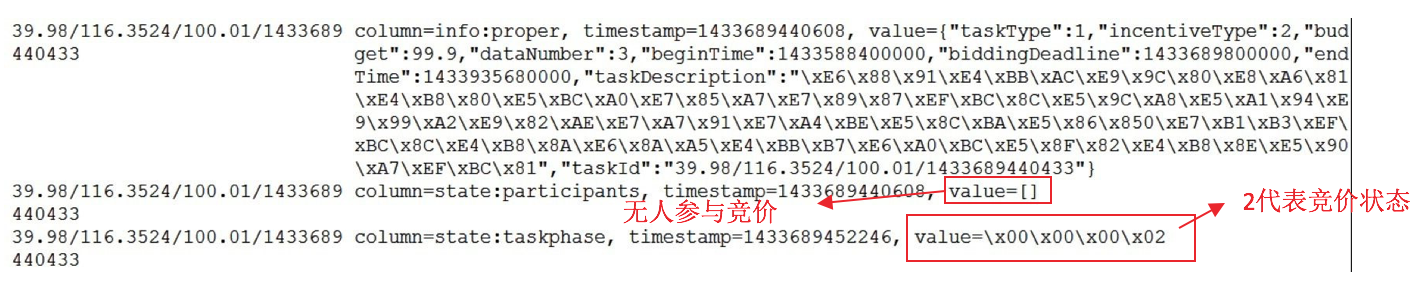 39.98/116.3524/100.01/1433689 column=info:proper, timestamp=1433689440608, value={"taskType":1,"incentiveType":2,"bud
440433 get":99.9,"dataNumber":3,"beginTime":1433588400000,"biddingDeadline":1433689800000,"end
Time":1433935680000,"taskDescription":"\xE6\x88\x91\xE4\xBB\xAC\xE9\x9C\x80\xE8\xA6\x81
\xE4\xB8\x80\xE5\xBC\xA0\xE7\x85\xA7\xE7\x89\x87\xEF\xBC\x8C\xE5\x9C\xA8\xE5\xA1\x94\xE
9\x99\xA2\xE9\x82\xAE\xE7\xA7\x91\xE7\xA4\xBE\xE5\x8C\xBA\xE5\x86\x850\xE7\xB1\xB3\xEF\
xBC\x8C\xE4\xB8\x8A\xE6\x8A\xA5\xE4\xBB\xB7\xE6\xA0\xBC\xE5\x8F\x82\xE4\xB8\x8E\xE5\x90
\xA7\xEF\xBC\x81","taskId":"39.98/116.3524/100.01/1433689440433"}
39.98/116.3524/100.01/1433689 column=state:participants, timestamp=1433689440608, value=[]
440433
无人参与竞价
2代表竞价状态
39.98/116.3524/100.01/1433689 column=state:taskphase, timestamp=1433689452246, value=\x00\x00\x00\x02
440433